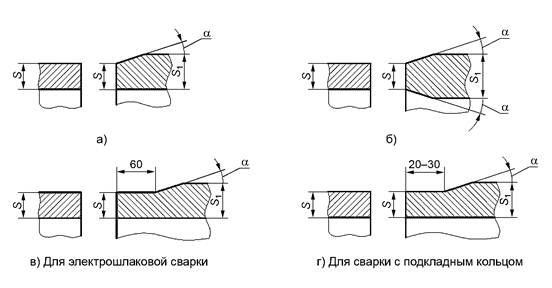 S S S₁ α
а)
S S S₁ α α
б)
60
S S S₁ α
в) Для электрошлаковой сварки
20–30
S S S₁ α
г) Для сварки с подкладным кольцом